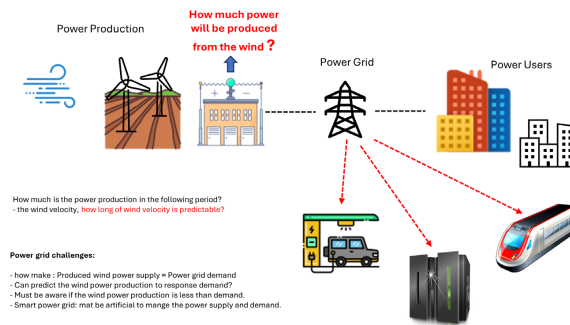 How much power
will be produced
from the wind ?
Power Production
Power Grid
Power Users
How much is the power production in the following period?
- the wind velocity, how long of wind velocity is predictable?
Power grid challenges:
- how make : Produced wind power supply = Power grid demand
- Can predict the wind power production to response demand?
- Must be aware if the wind power production is less than demand.
- Smart power grid: mat be artificial to mange the power supply and demand.